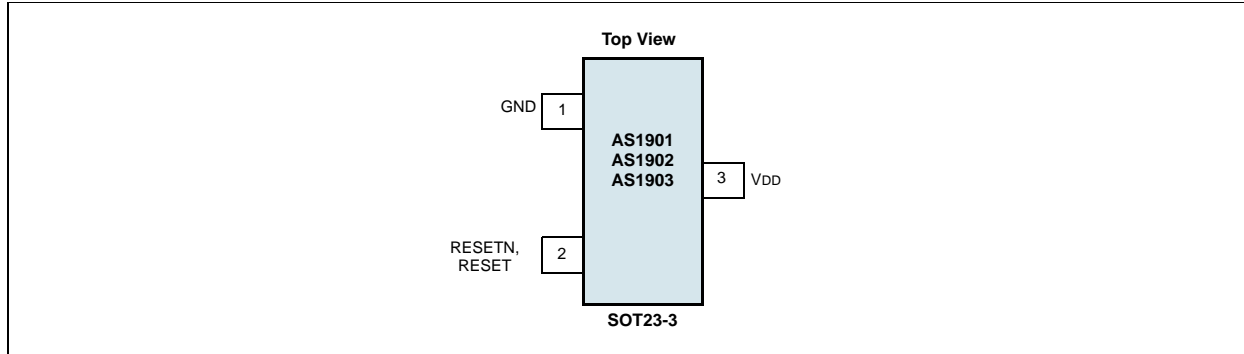 Top View
GND
1
AS1901
AS1902
AS1903
3
VDD
RESETN,
RESET
2
SOT23-3